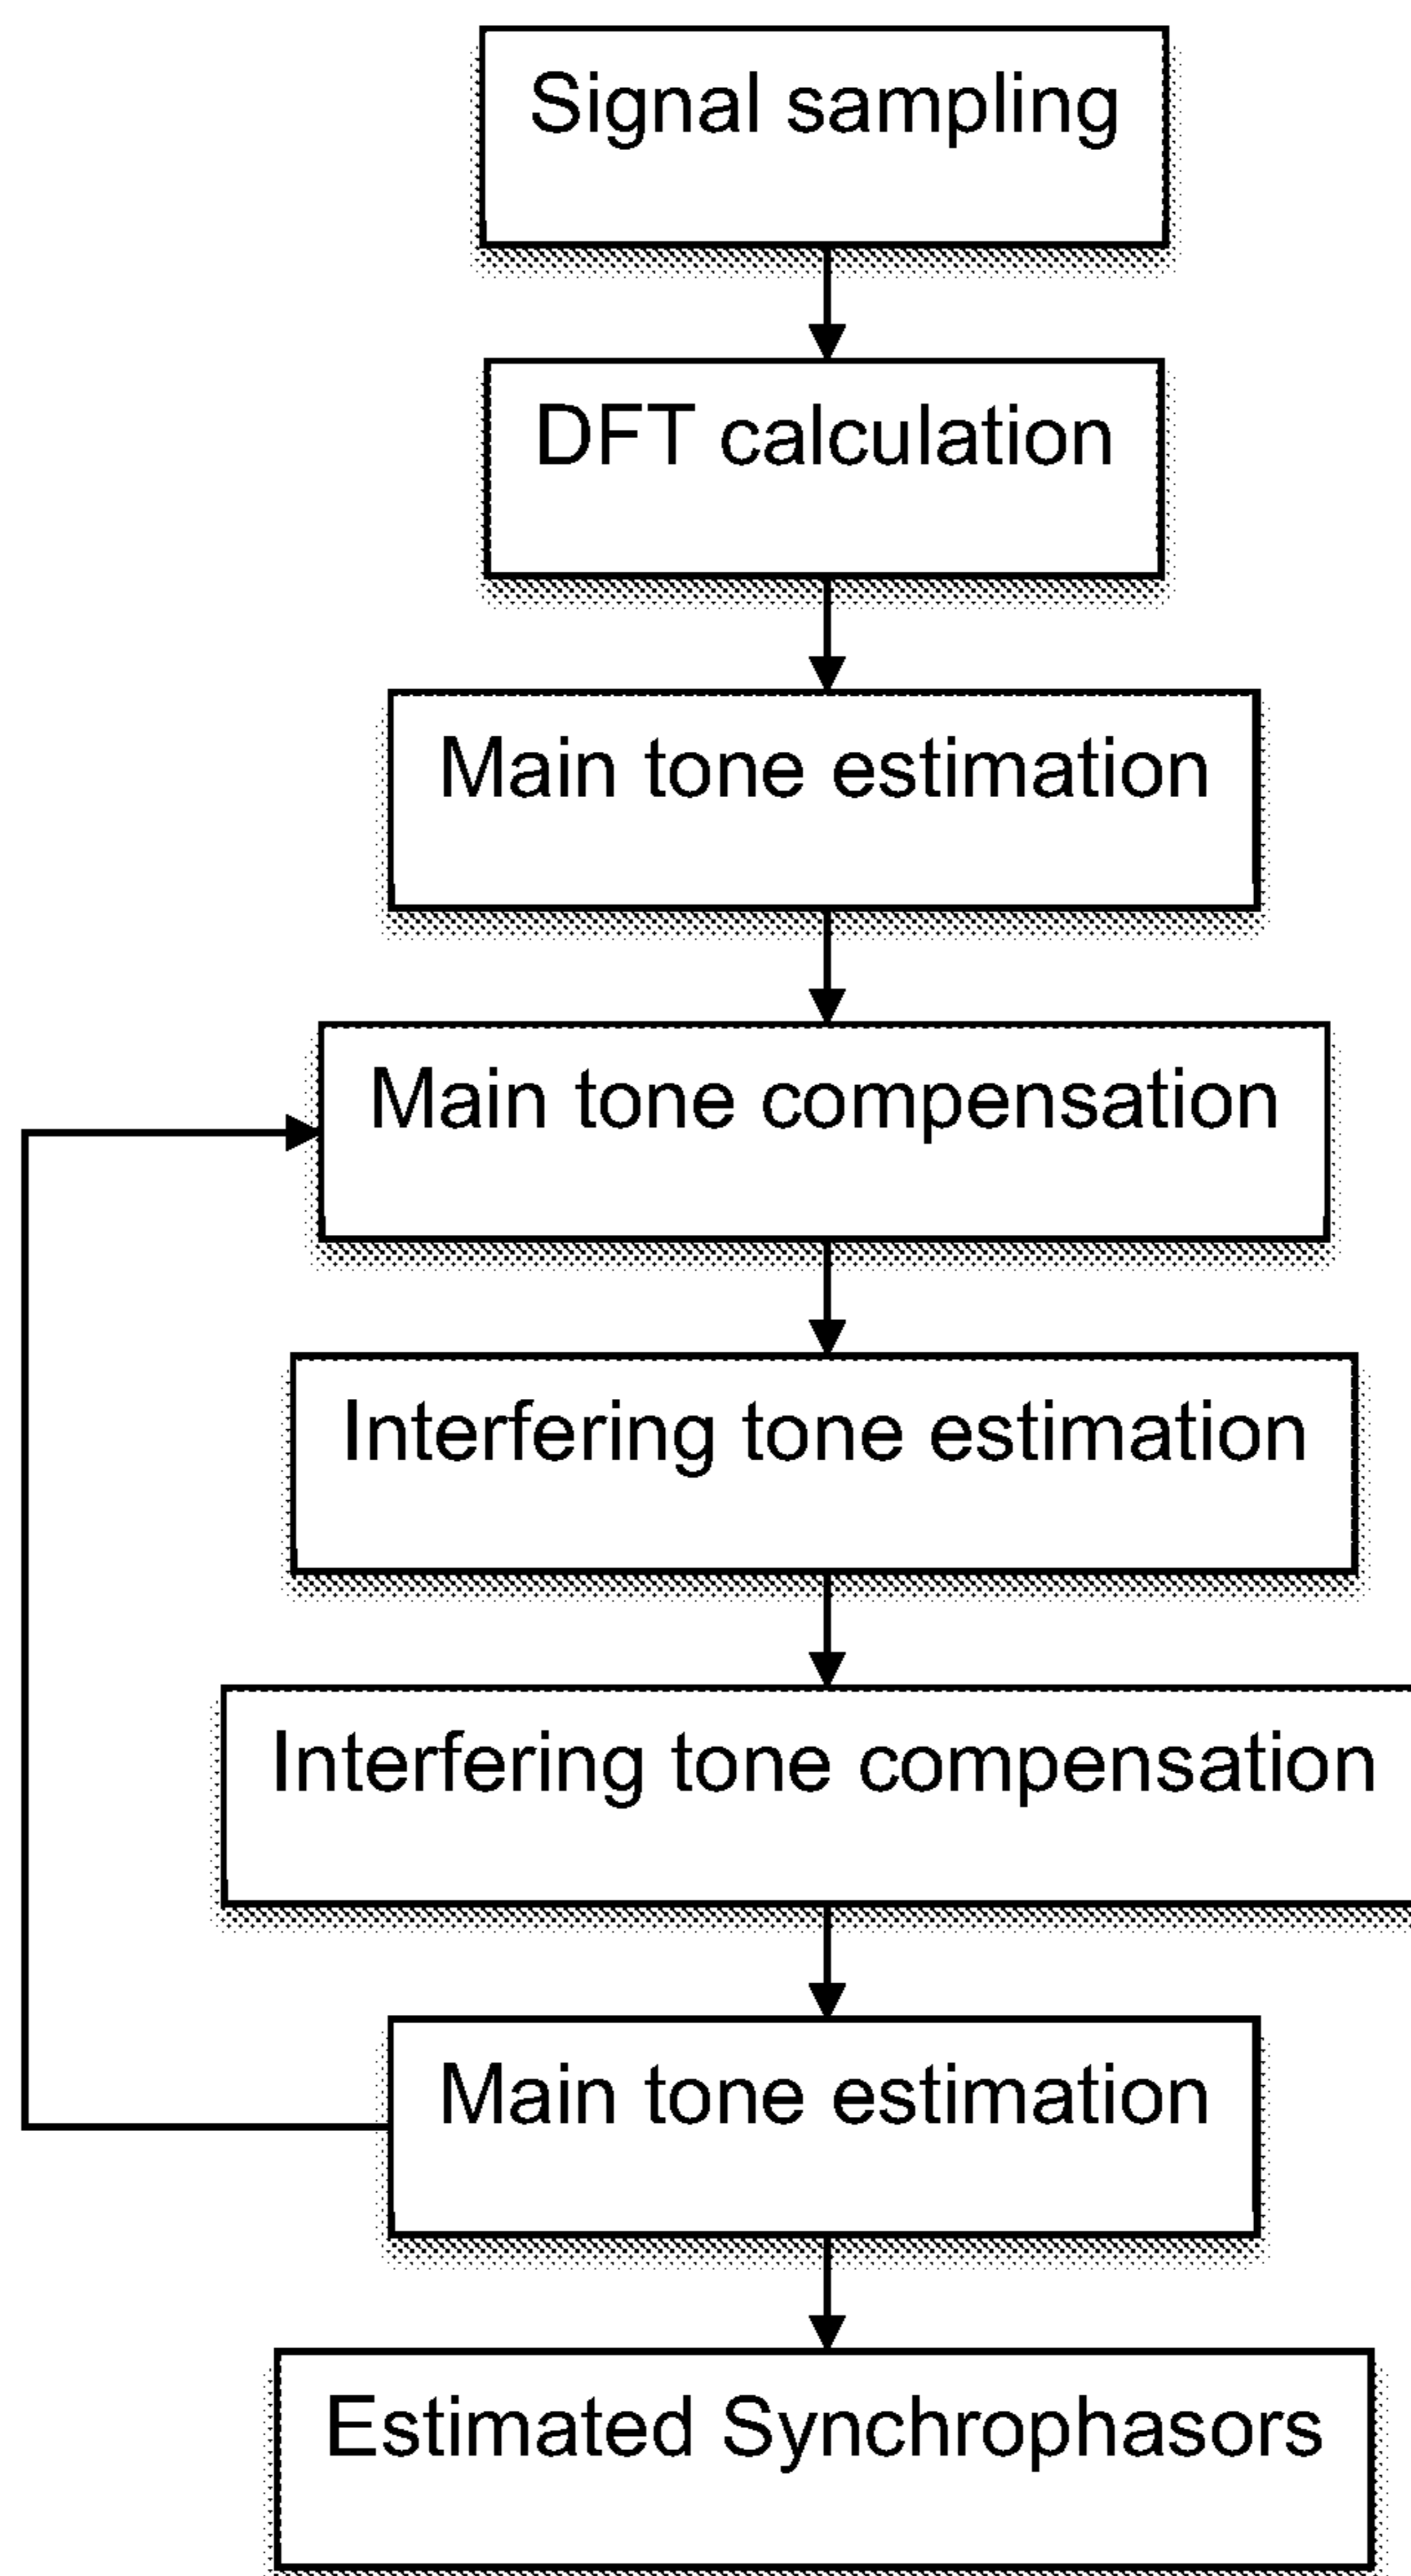 Signal sampling
DFT calculation
Main tone estimation
Main tone compensation
Interfering tone estimation
Interfering tone compensation
Main tone estimation
Estimated Synchrophasors